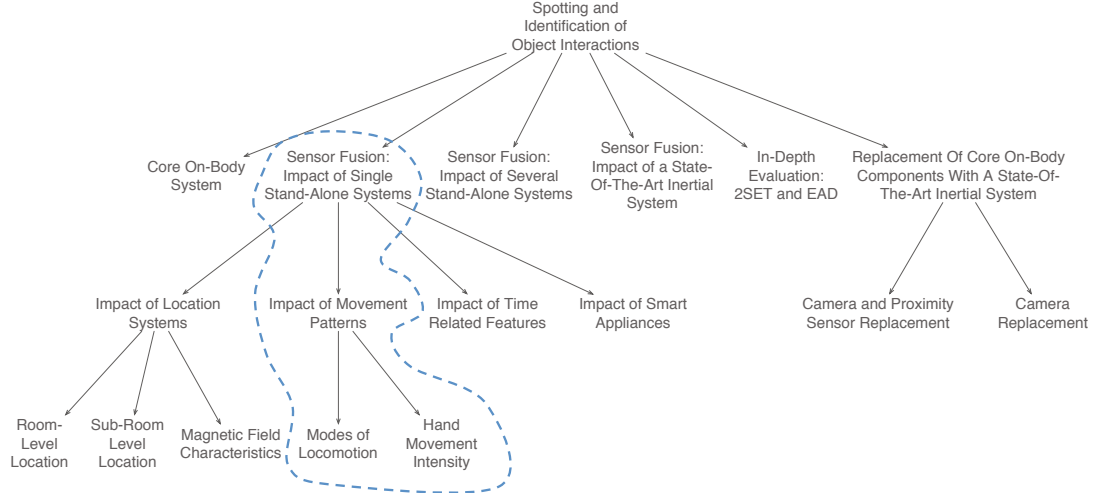 Spotting and
Identification of
Object Interactions
Core On-Body
System
Sensor Fusion:
Impact of Single
Stand-Alone Systems
Sensor Fusion:
Impact of Several
Stand-Alone Systems
Sensor Fusion:
Impact of a State-
Of-The-Art Inertial
System
In-Depth
Evaluation:
2SET and EAD
Replacement Of Core On-Body
Components With A State-Of-
The-Art Inertial System
Impact of Location
Systems
Impact of Movement
Patterns
Impact of Time
Related Features
Impact of Smart
Appliances
Camera and Proximity
Sensor Replacement
Camera
Replacement
Room-
Level
Location
Sub-Room
Level
Location
Magnetic Field
Characteristics
Modes of
Locomotion
Hand
Movement
Intensity